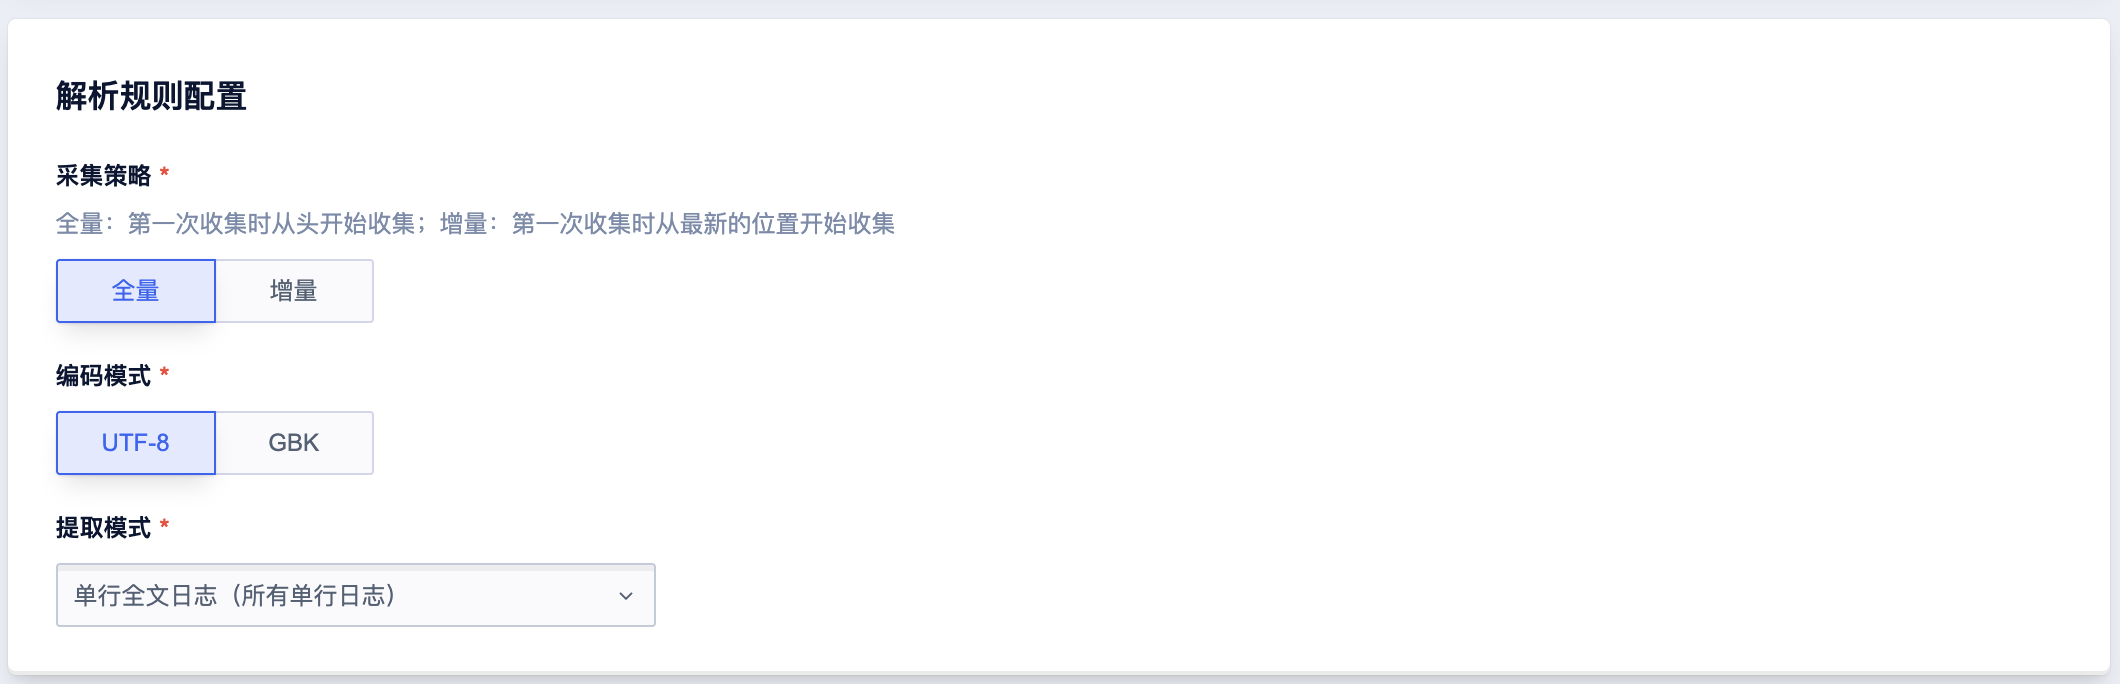 解析规则配置
采集策略 *
全量：第一次收集时从头开始收集；增量：第一次收集时从最新的位置开始收集
全量 增量
编码模式 *
UTF-8 GBK
提取模式 *
单行全文日志（所有单行日志）